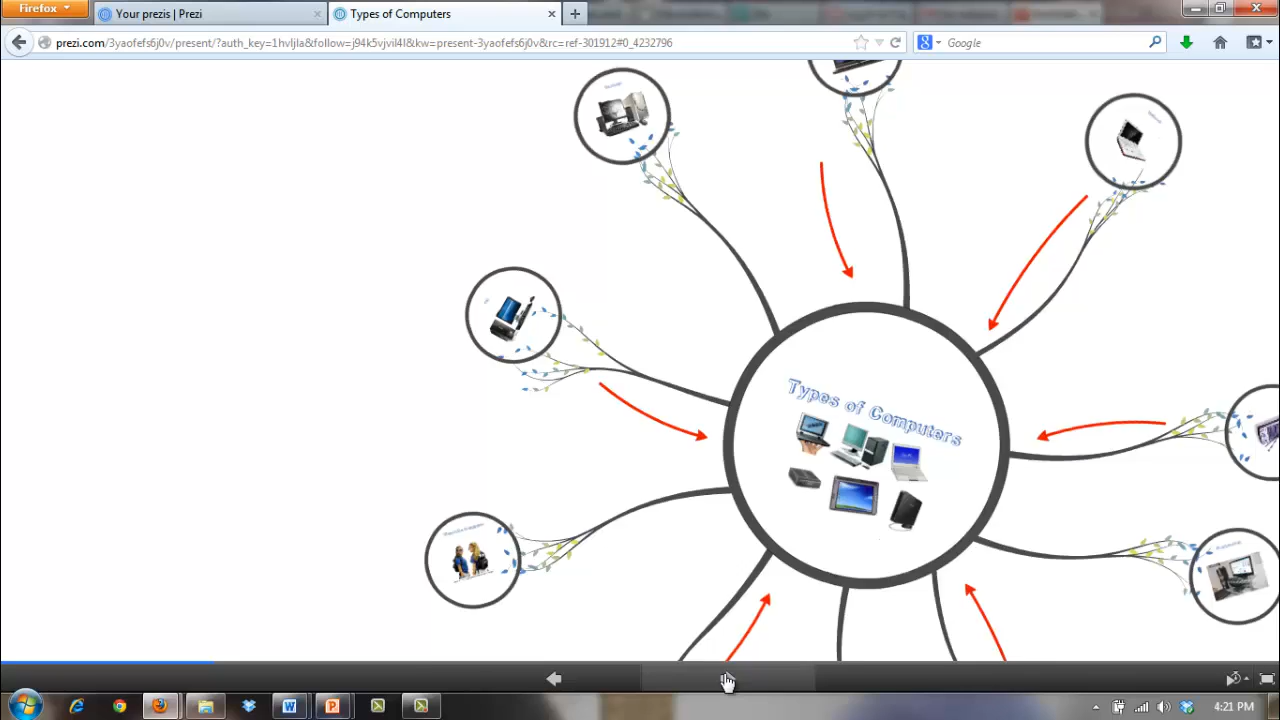 Firefox
Your prezis | Prezi
Types of Computers
prezi.com/3yaofefs6j0v/present/?auth_key=1hvljla&follow=j94k5vjvil4l&kw=present-3yaofefs6j0v&rc=ref-301912#0_4232796
Google
Types of Computers
4:21 PM